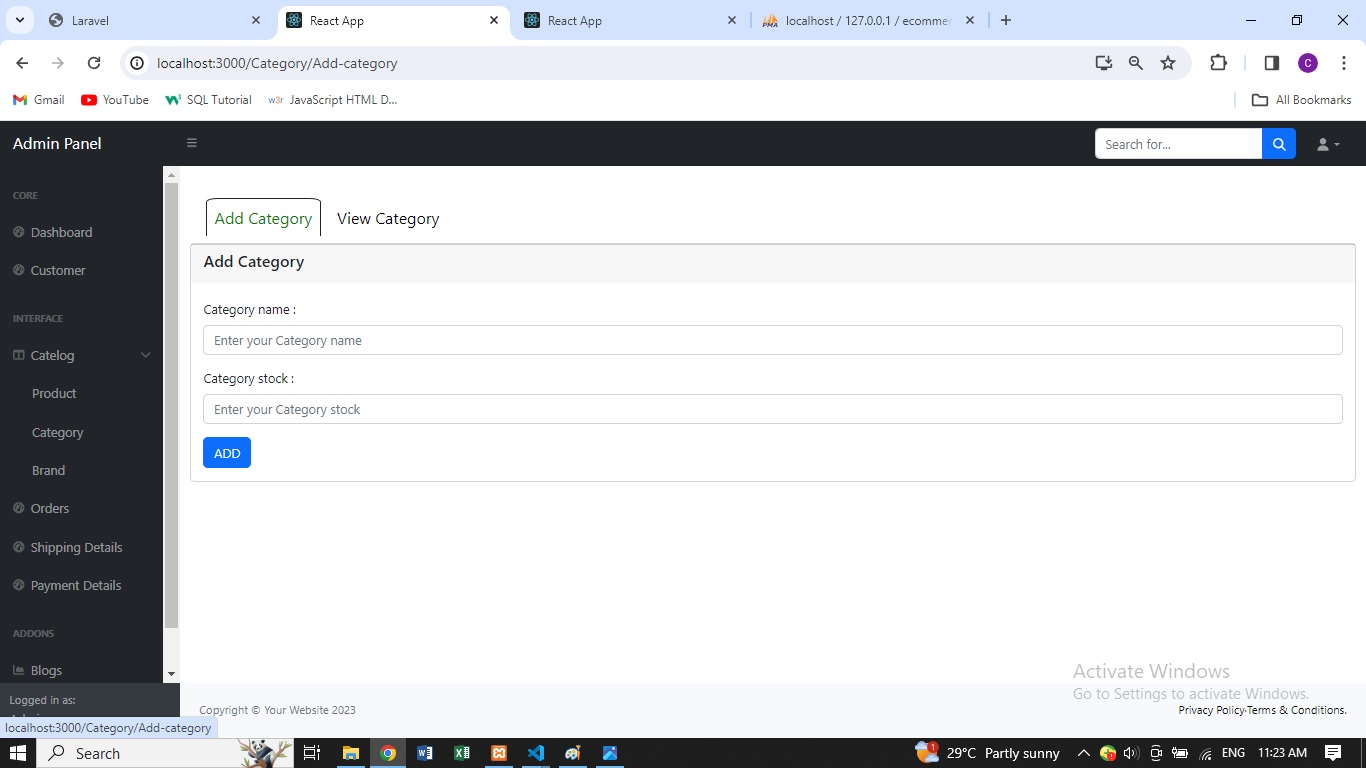 Laravel
React App
React App
localhost / 127.0.0.1 / ecomme
localhost:3000/Category/Add-category
C
Gmail
YouTube
SQL Tutorial
JavaScript HTML D...
All Bookmarks
Admin Panel
Search for...
CORE
Dashboard
Customer
INTERFACE
Catelog
Product
Category
Brand
Orders
Shipping Details
Payment Details
ADDONS
Blogs
Logged in as:
Add Category
View Category
Add Category
Category name :
Enter your Category name
Category stock :
Enter your Category stock
ADD
Activate Windows
Go to Settings to activate Windows.
Copyright © Your Website 2023
Privacy Policy·Terms & Conditions.
localhost:3000/Category/Add-category
Search
29°C Partly sunny
ENG
11:23 AM